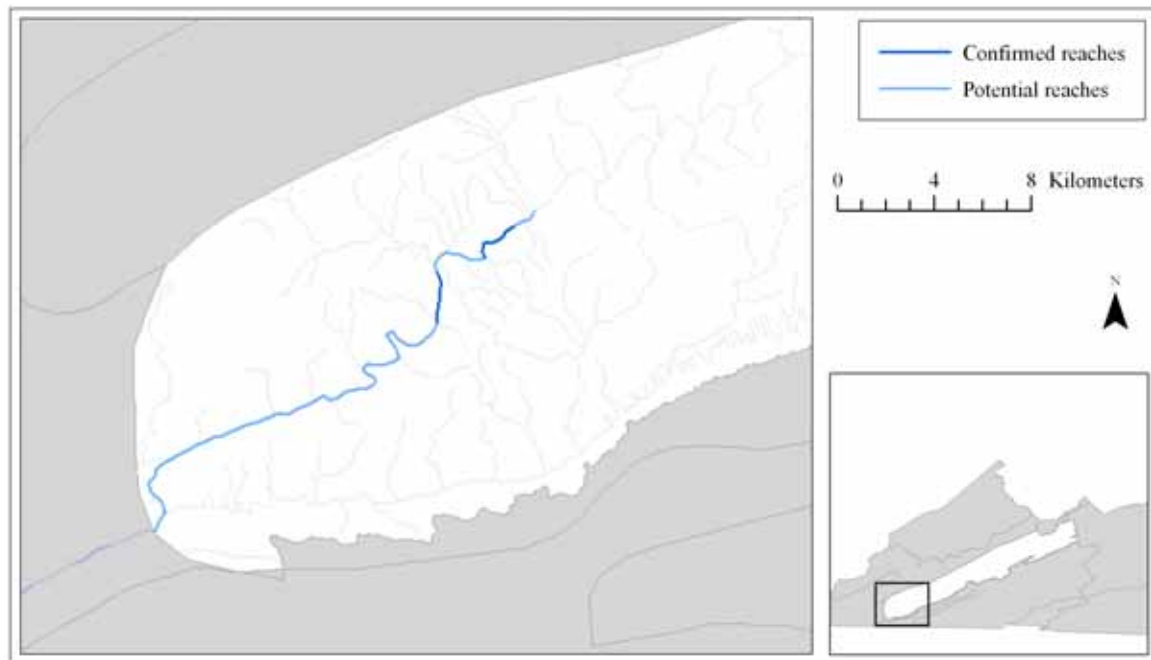 Confirmed reaches
Potential reaches
0 4 8 Kilometers
N